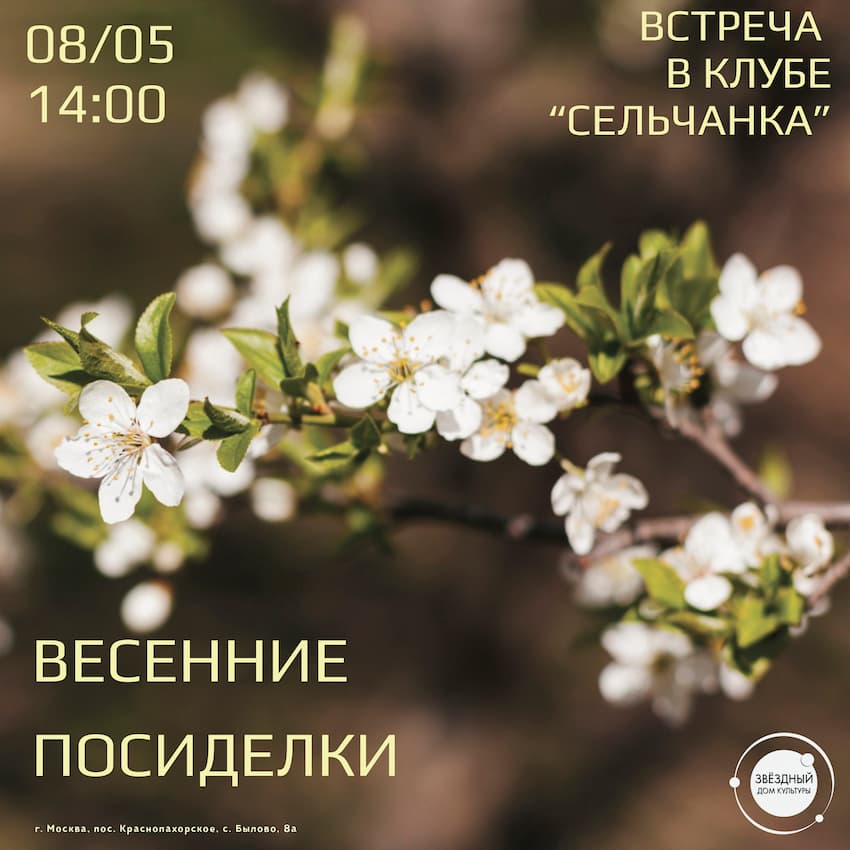 08/05
14:00
ВСТРЕЧА
В КЛУБЕ
“СЕЛЬЧАНКА”
ВЕСЕННИЕ
ПОСИДЕЛКИ
г. Москва, пос. Краснопахорское, с. Былово, 8а
ЗВЁЗДНЫЙ
ДОМ КУЛЬТУРЫ